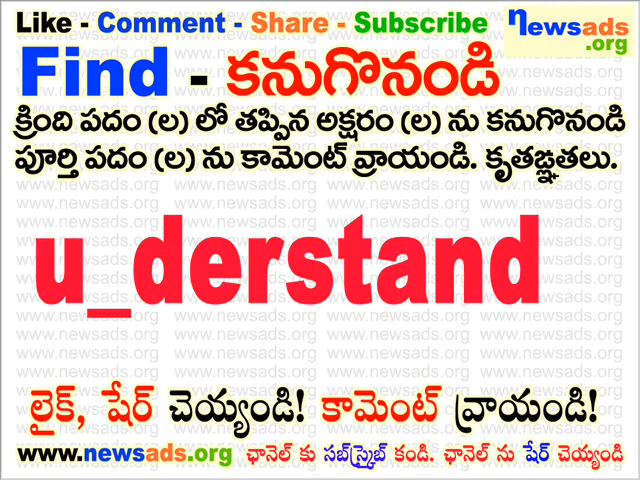 Like - Comment - Share - Subscribe
newsads
.org
Find - కనుగొనండి
క్రింది పదం (ల) లో తప్పిన అక్షరం (ల) ను కనుగొనండి
పూర్తి పదం (ల) ను కామెంట్ వ్రాయండి. కృతఙ్ఞతలు.
u_derstand
లైక్, షేర్ చెయ్యండి! కామెంట్ వ్రాయండి!
www.newsads.org ఛానెల్ కు సబ్‌స్క్రైబ్ కండి. ఛానెల్ ను షేర్ చెయ్యండి